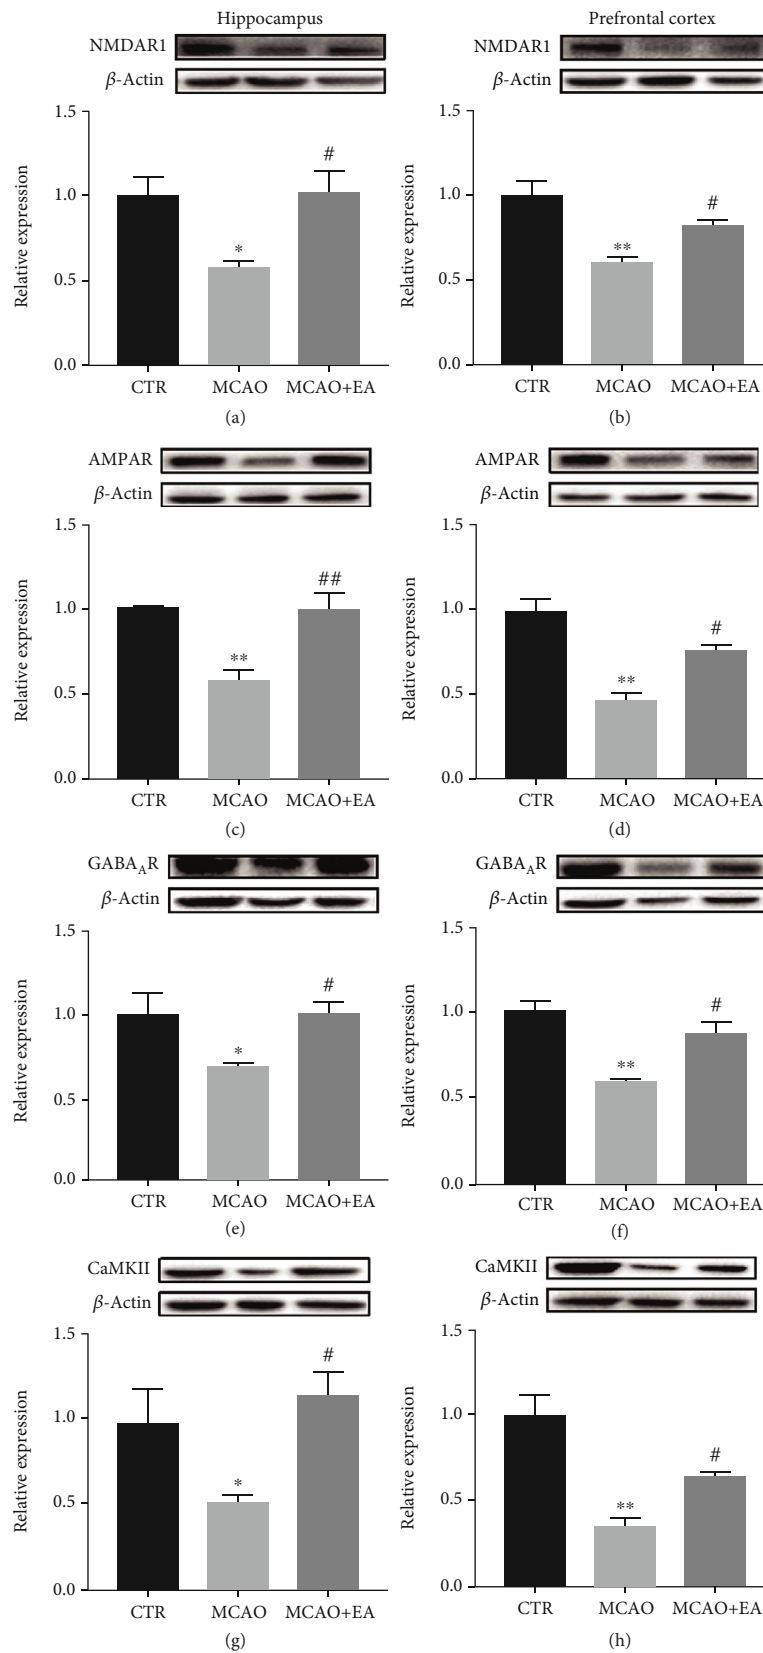 Hippocampus
Prefrontal cortex
NMDAR1
β-Actin
1.5
1.0
0.5
0.0
Relative expression
*
#
CTR MCAO MCAO+EA
(a)
NMDAR1
β-Actin
1.5
1.0
0.5
0.0
Relative expression
**
#
CTR MCAO MCAO+EA
(b)
AMPAR
β-Actin
1.5
1.0
0.5
0.0
Relative expression
**
##
CTR MCAO MCAO+EA
(c)
AMPAR
β-Actin
1.5
1.0
0.5
0.0
Relative expression
**
#
CTR MCAO MCAO+EA
(d)
GABA_AR
β-Actin
1.5
1.0
0.5
0.0
Relative expression
*
#
CTR MCAO MCAO+EA
(e)
GABA_AR
β-Actin
1.5
1.0
0.5
0.0
Relative expression
**
#
CTR MCAO MCAO+EA
(f)
CaMKII
β-Actin
1.5
1.0
0.5
0.0
Relative expression
*
#
CTR MCAO MCAO+EA
(g)
CaMKII
β-Actin
1.5
1.0
0.5
0.0
Relative expression
**
#
CTR MCAO MCAO+EA
(h)